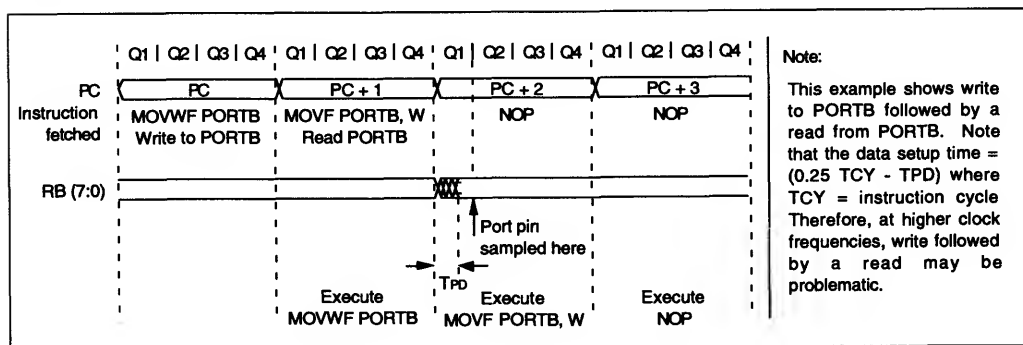 Q1 | Q2 | Q3 | Q4 Q1 | Q2 | Q3 | Q4 Q1 | Q2 | Q3 | Q4 Q1 | Q2 | Q3 | Q4
PC PC PC + 1 PC + 2 PC + 3
Instruction MOVWF PORTB MOVF PORTB, W NOP NOP
fetched Write to PORTB Read PORTB
RB (7:0)
Port pin
sampled here
TPD
Execute Execute Execute
MOVWF PORTB MOVF PORTB, W NOP
Note:
This example shows write
to PORTB followed by a
read from PORTB. Note
that the data setup time =
(0.25 TCY - TPD) where
TCY = instruction cycle
Therefore, at higher clock
frequencies, write followed
by a read may be
problematic.